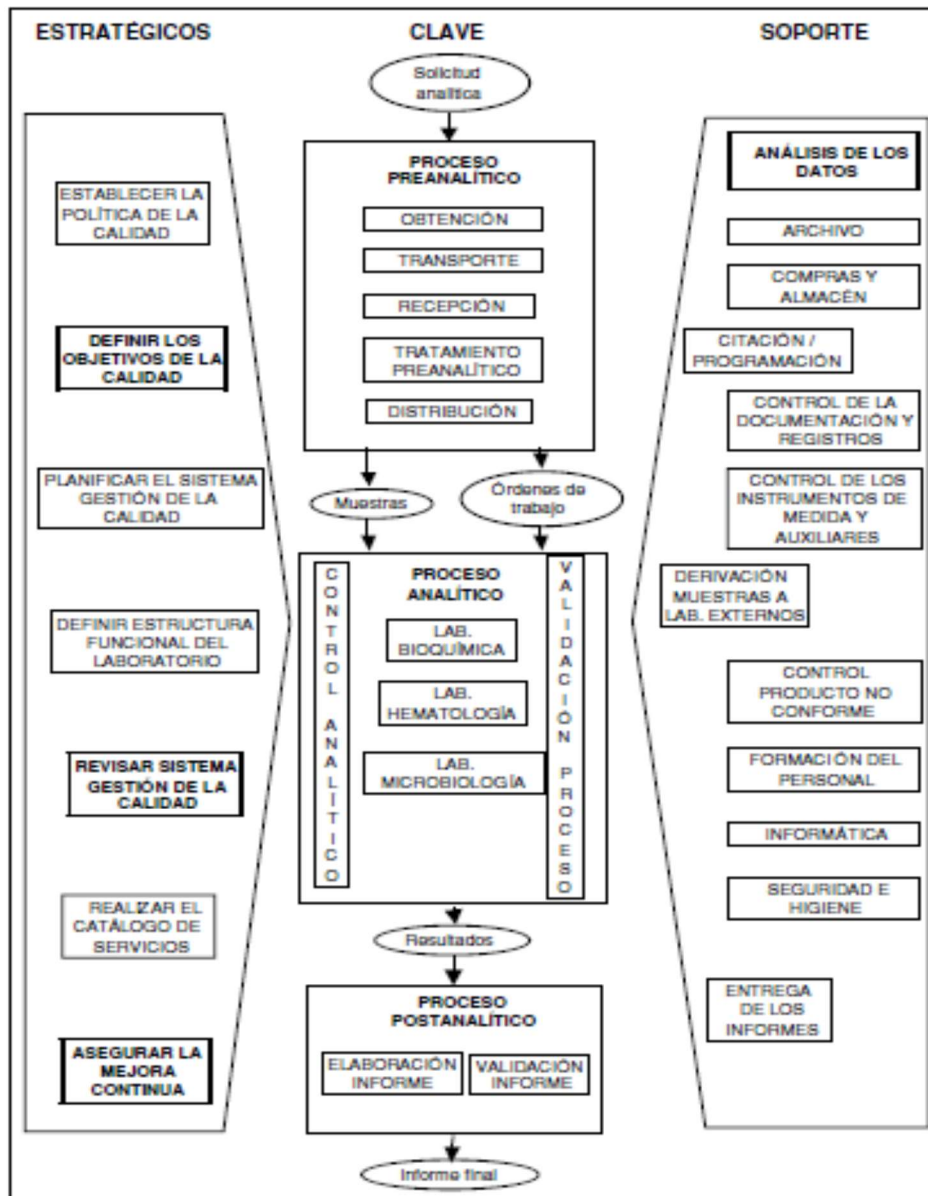 ESTRATÉGICOS
CLAVE
SOPORTE
ESTABLECER LA
POLÍTICA DE LA
CALIDAD
DEFINIR LOS
OBJETIVOS DE LA
CALIDAD
PLANIFICAR EL SISTEMA
GESTIÓN DE LA
CALIDAD
DEFINIR ESTRUCTURA
FUNCIONAL DEL
LABORATORIO
REVISAR SISTEMA
GESTIÓN DE LA
CALIDAD
REALIZAR EL
CATÁLOGO DE
SERVICIOS
ASEGURAR LA
MEJORA
CONTINUA
Solicitud
analítica
PROCESO
PREANALÍTICO
OBTENCIÓN
TRANSPORTE
RECEPCIÓN
TRATAMIENTO
PREANALÍTICO
DISTRIBUCIÓN
Muestras
Órdenes de
trabajo
CONTROL ANALÍTICO
PROCESO
ANALÍTICO
LAB.
BIOQUÍMICA
LAB.
HEMATOLOGÍA
LAB.
MICROBIOLOGÍA
VALIDACIÓN PROCESO
Resultados
PROCESO
POSTANALÍTICO
ELABORACIÓN
INFORME
VALIDACIÓN
INFORME
Informe final
ANÁLISIS DE LOS
DATOS
ARCHIVO
COMPRAS Y
ALMACÉN
CITACIÓN /
PROGRAMACIÓN
CONTROL DE LA
DOCUMENTACIÓN Y
REGISTROS
CONTROL DE LOS
INSTRUMENTOS DE
MEDIDA Y
AUXILIARES
DERIVACIÓN
MUESTRAS A
LAB. EXTERNOS
CONTROL
PRODUCTO NO
CONFORME
FORMACIÓN DEL
PERSONAL
INFORMÁTICA
SEGURIDAD E
HIGIENE
ENTREGA
DE LOS
INFORMES